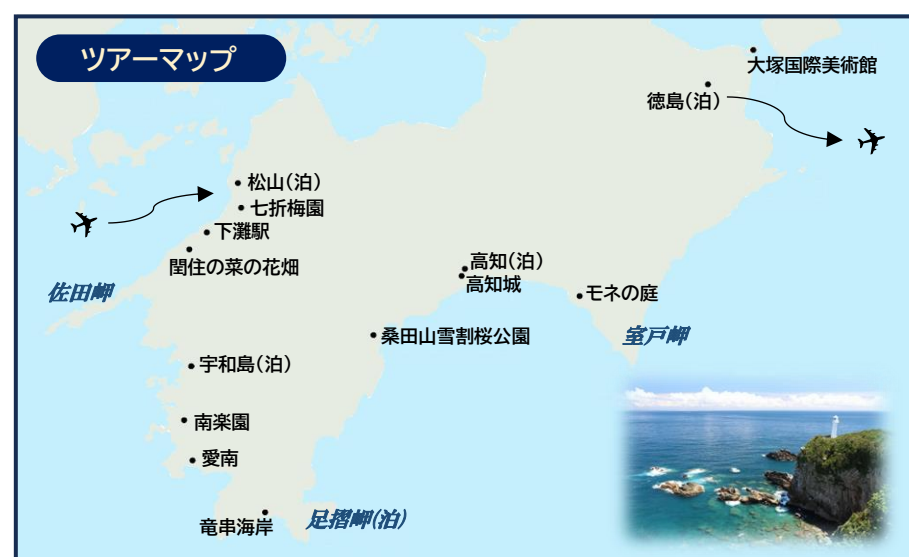 ツアーマップ
大塚国際美術館
徳島(泊)
松山(泊)
七折梅園
下灘駅
閏住の菜の花畑
佐田岬
高知(泊)
高知城
モネの庭
桑田山雪割桜公園
室戸岬
宇和島(泊)
南楽園
愛南
竜串海岸
足摺岬(泊)